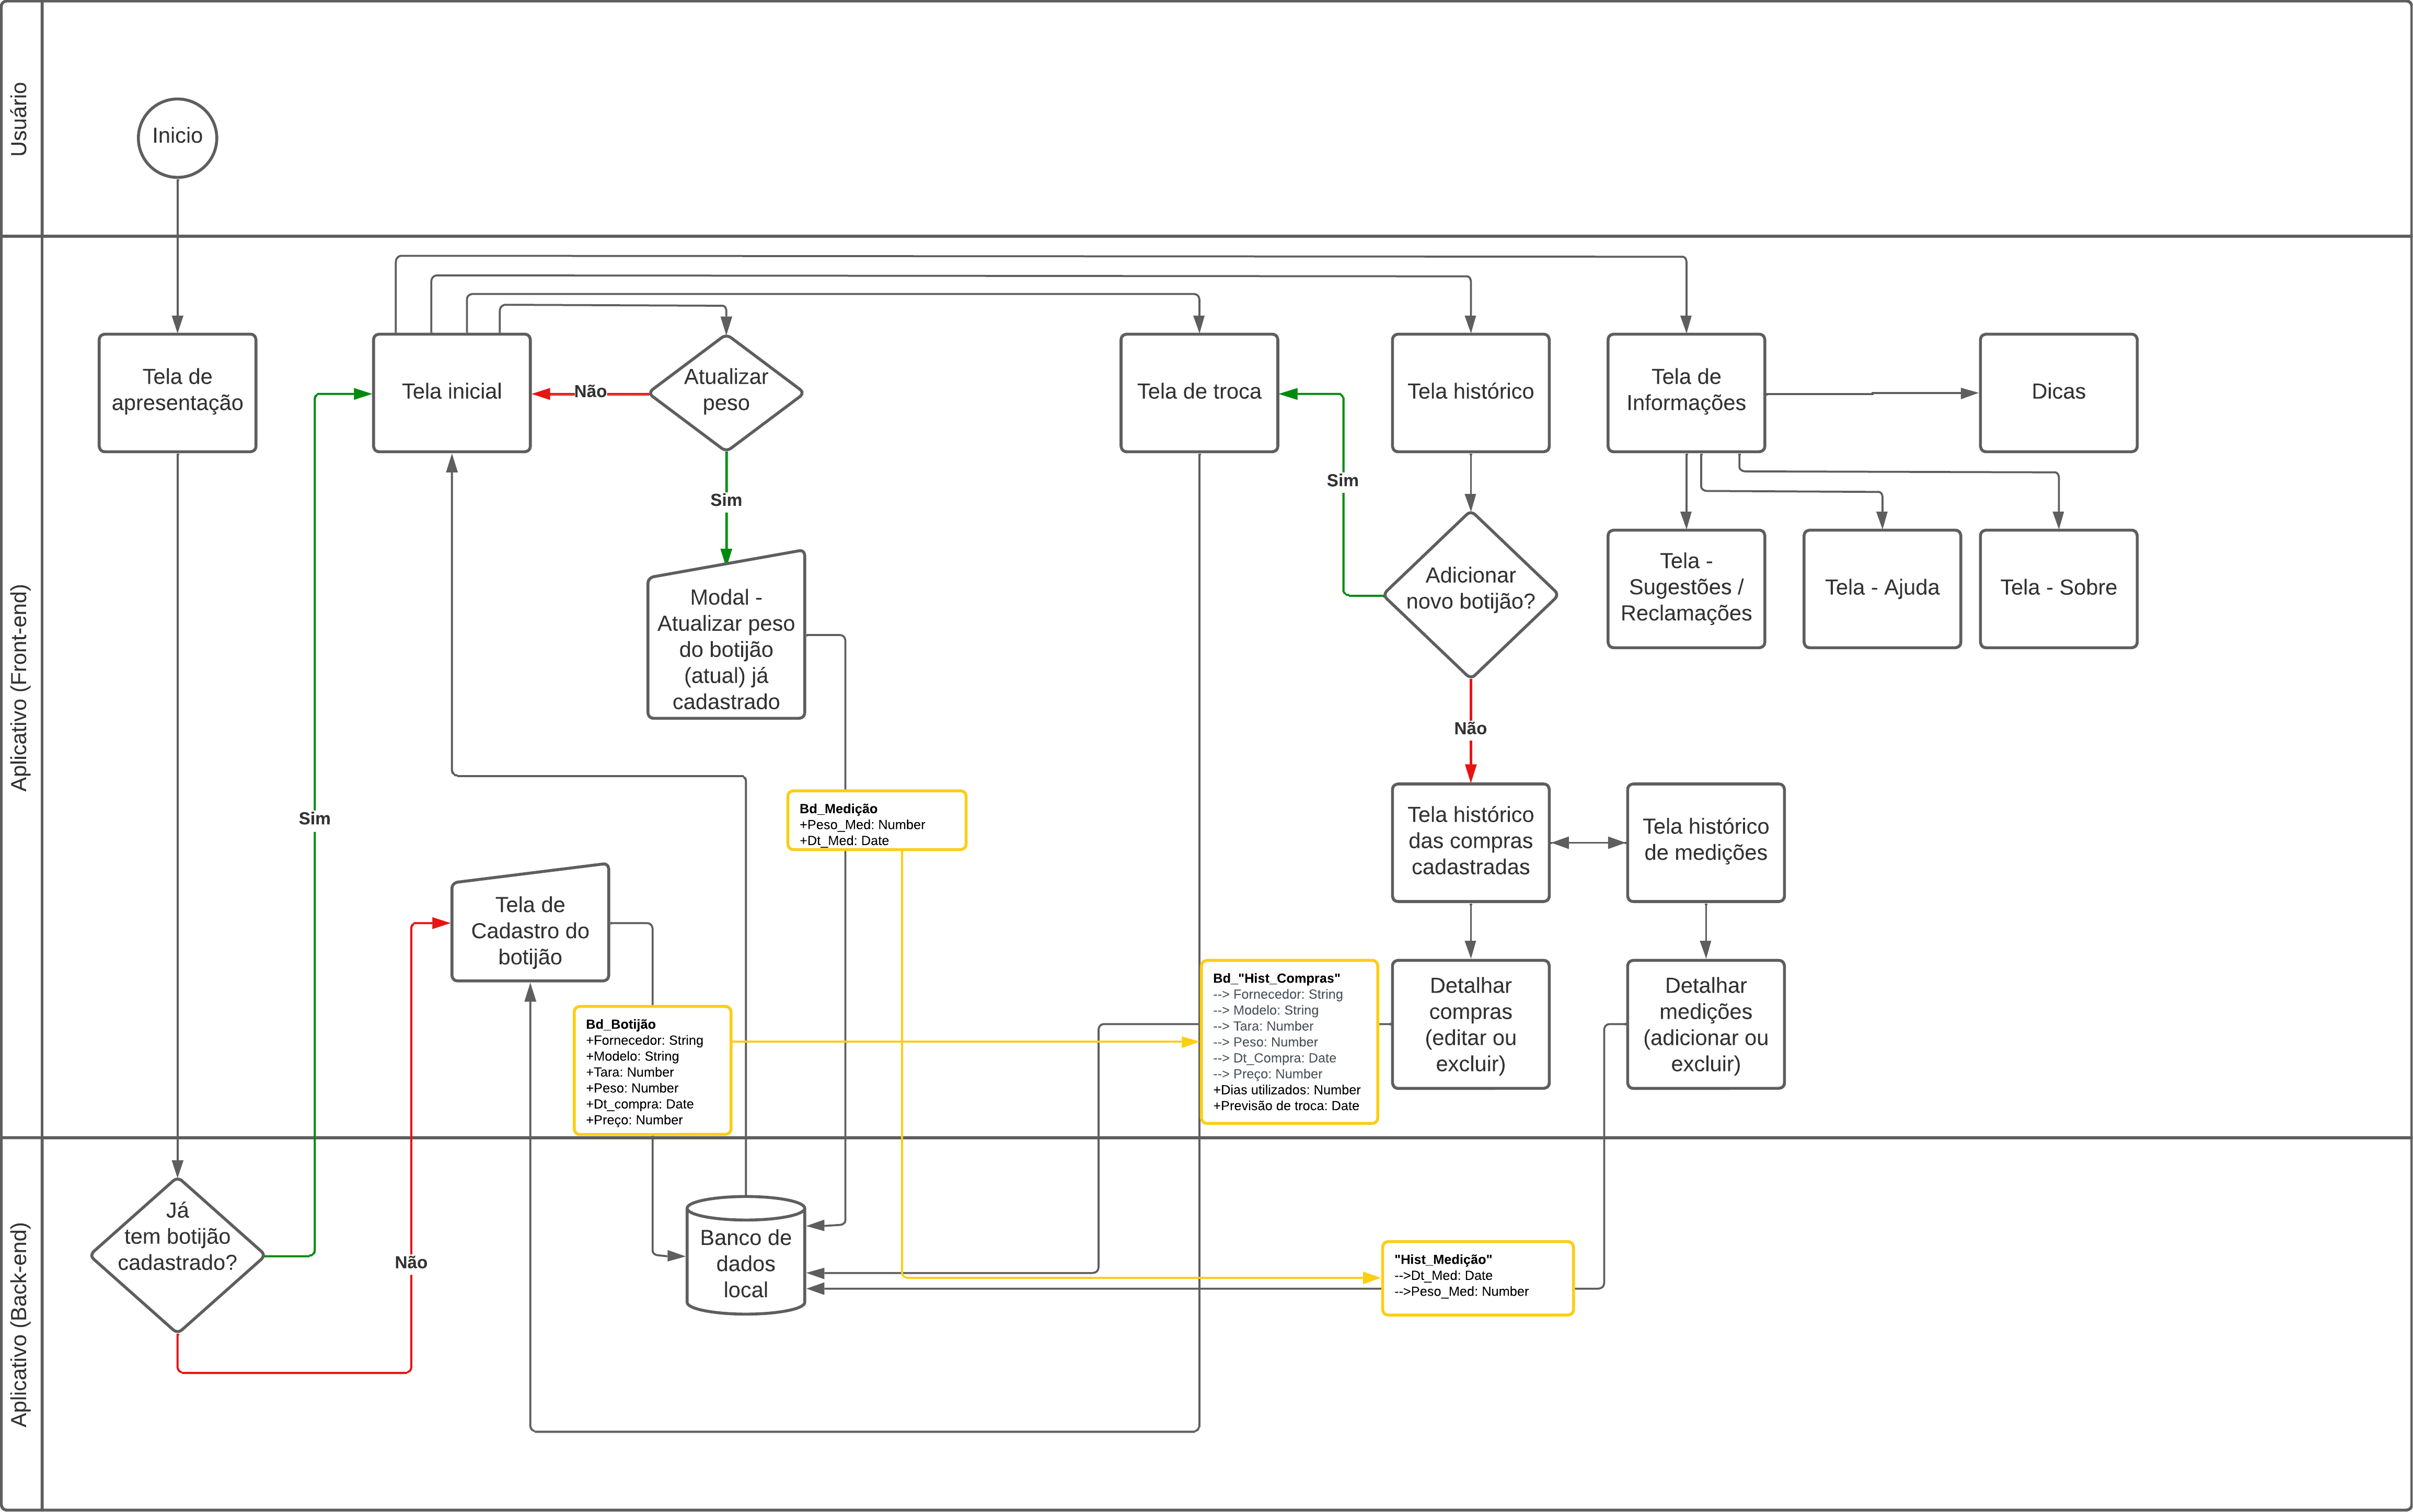 Usuário
Inicio
Aplicativo (Front-end)
Tela de
apresentação
Tela inicial
Não
Atualizar
peso
Sim
Modal -
Atualizar peso
do botijão
(atual) já
cadastrado
Tela de troca
Tela histórico
Tela de
Informações
Dicas
Sim
Adicionar
novo botijão?
Tela -
Sugestões /
Reclamações
Tela - Ajuda
Tela - Sobre
Não
Sim
Bd_Medição
+Peso_Med: Number
+Dt_Med: Date
Tela histórico
das compras
cadastradas
Tela histórico
de medições
Tela de
Cadastro do
botijão
Bd_Botijão
+Fornecedor: String
+Modelo: String
+Tara: Number
+Peso: Number
+Dt_compra: Date
+Preço: Number
Bd_"Hist_Compras"
--> Fornecedor: String
--> Modelo: String
--> Tara: Number
--> Peso: Number
--> Dt_Compra: Date
--> Preço: Number
+Dias utilizados: Number
+Previsão de troca: Date
Detalhar
compras
(editar ou
excluir)
Detalhar
medições
(adicionar ou
excluir)
Aplicativo (Back-end)
Já
tem botijão
cadastrado?
Não
Banco de
dados
local
"Hist_Medição"
-->Dt_Med: Date
-->Peso_Med: Number